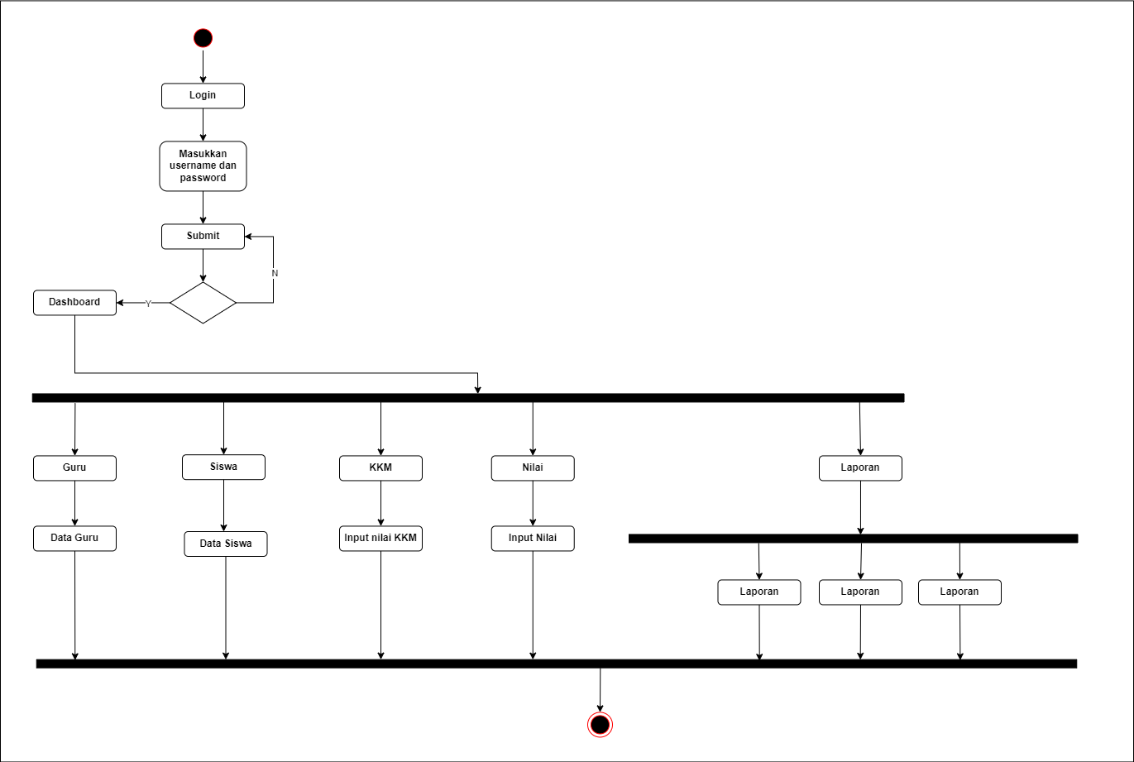 Login
Masukkan
username dan
password
Submit
N
Dashboard
Y
Guru
Siswa
KKM
Nilai
Laporan
Data Guru
Data Siswa
Input nilai KKM
Input Nilai
Laporan
Laporan
Laporan